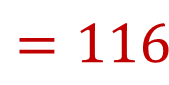 = 116